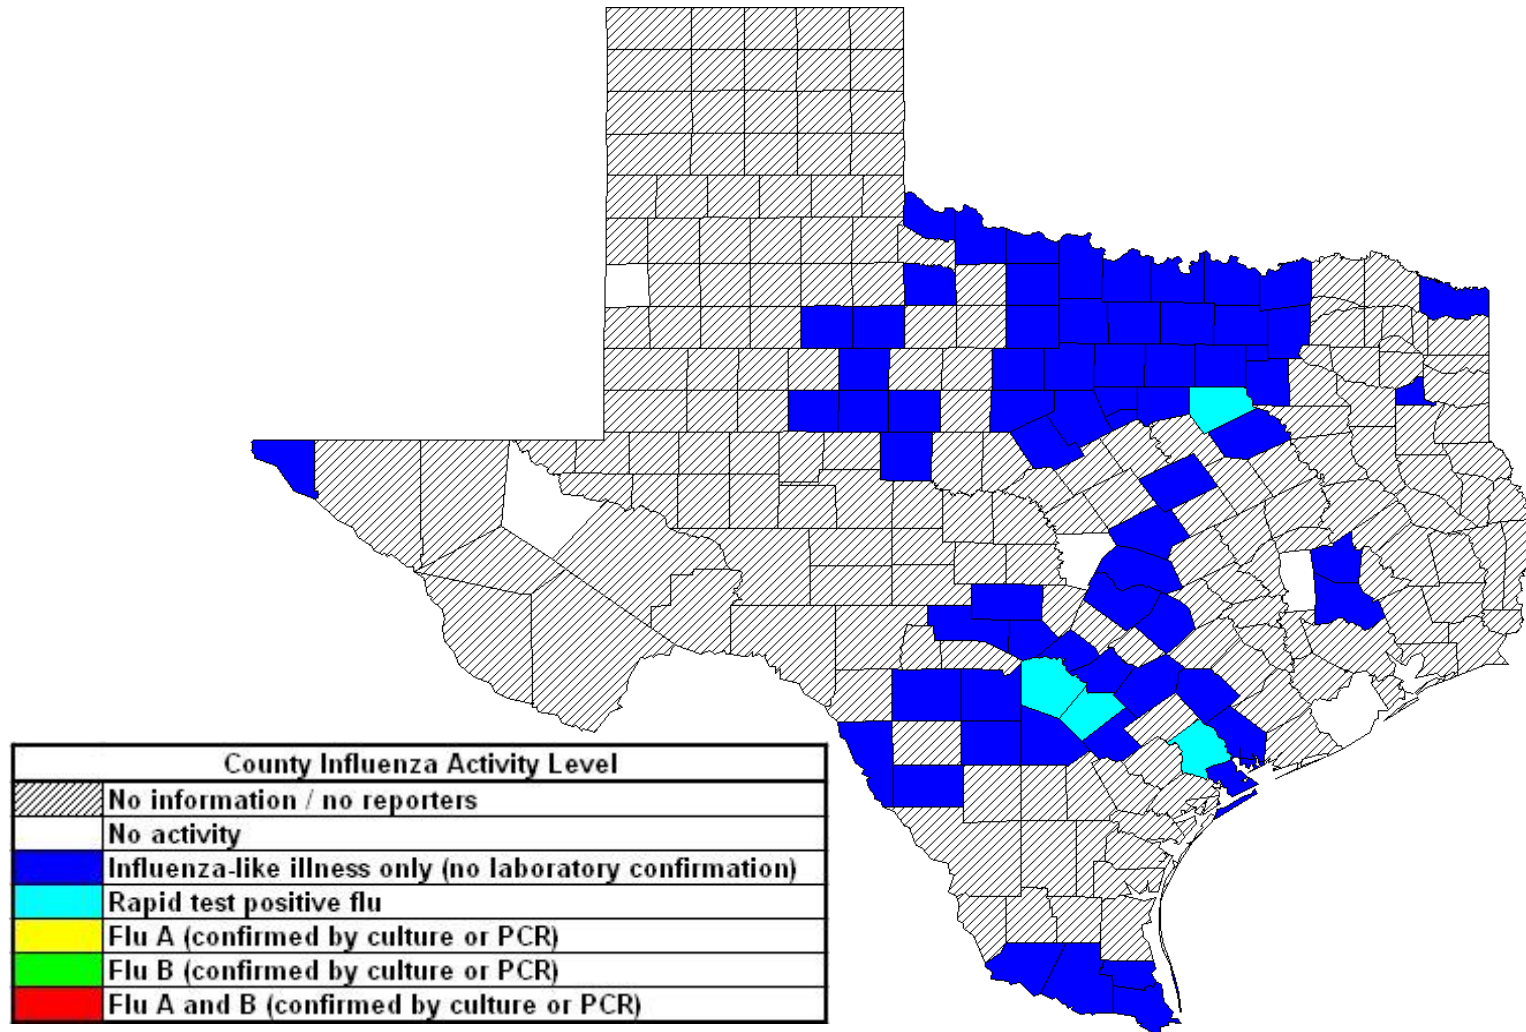 County Influenza Activity Level
No information / no reporters
No activity
Influenza-like illness only (no laboratory confirmation)
Rapid test positive flu
Flu A (confirmed by culture or PCR)
Flu B (confirmed by culture or PCR)
Flu A and B (confirmed by culture or PCR)